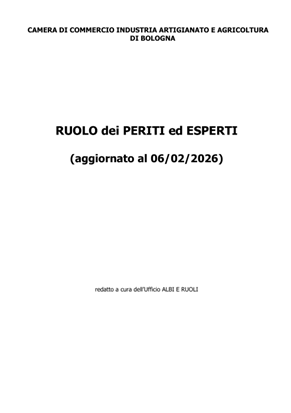 CAMERA DI COMMERCIO INDUSTRIA ARTIGIANATO E AGRICOLTURA
DI BOLOGNA
RUOLO dei PERITI ed ESPERTI
(aggiornato al 06/02/2026)
redatto a cura dell'Ufficio ALBI E RUOLI